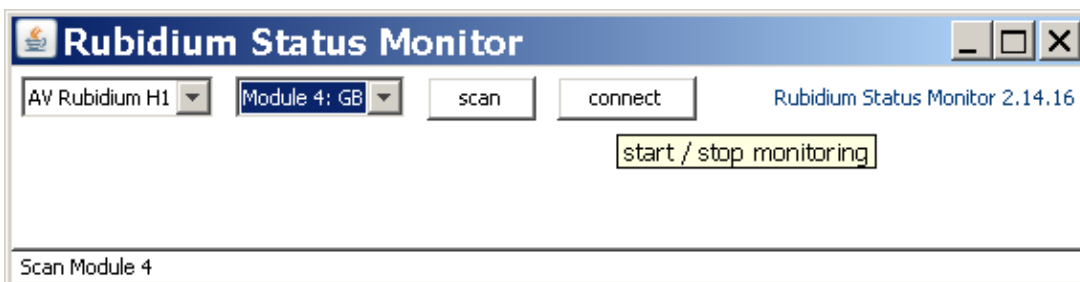 Rubidium Status Monitor
AV Rubidium H1 Module 4: GB scan connect Rubidium Status Monitor 2.14.16
start / stop monitoring
Scan Module 4